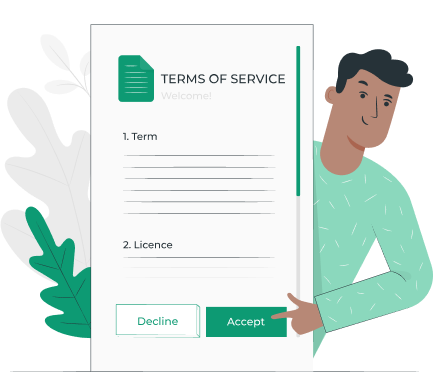 TERMS OF SERVICE
Welcome!
1. Term
2. Licence
Decline
Accept